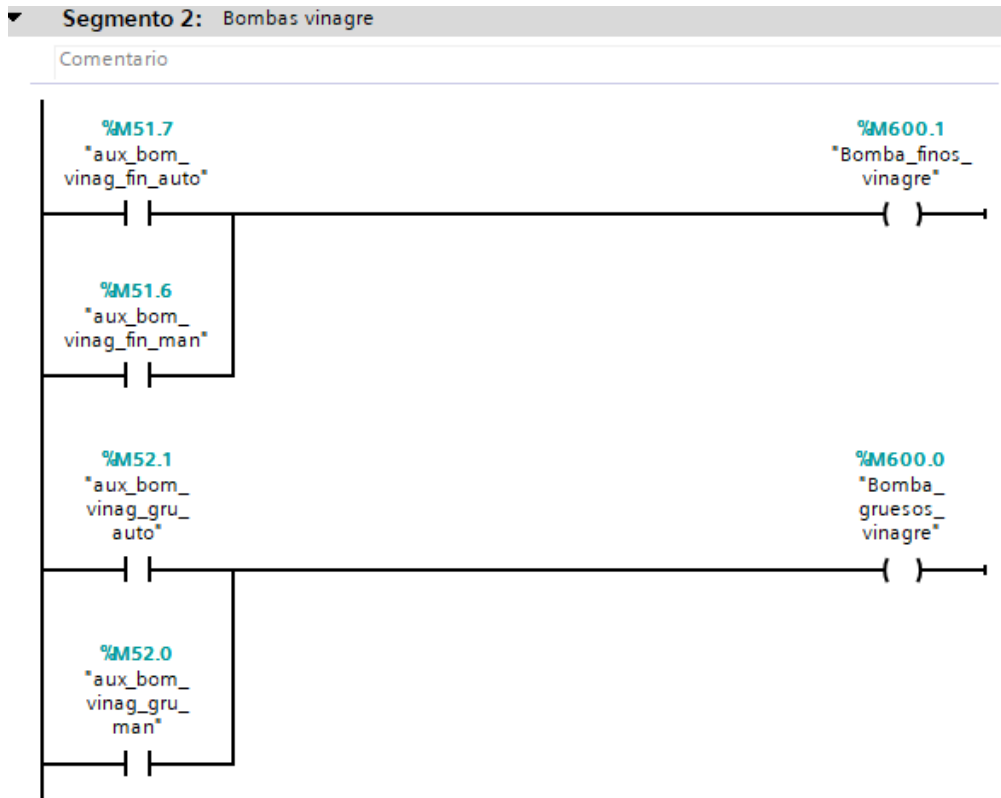 Segmento 2: Bombas vinagre
Comentario
%M51.7
"aux_bom_
vinag_fin_auto"
%M600.1
"Bomba_finos_
vinagre"
%M51.6
"aux_bom_
vinag_fin_man"
%M52.1
"aux_bom_
vinag_gru_
auto"
%M600.0
"Bomba_
gruesos_
vinagre"
%M52.0
"aux_bom_
vinag_gru_
man"